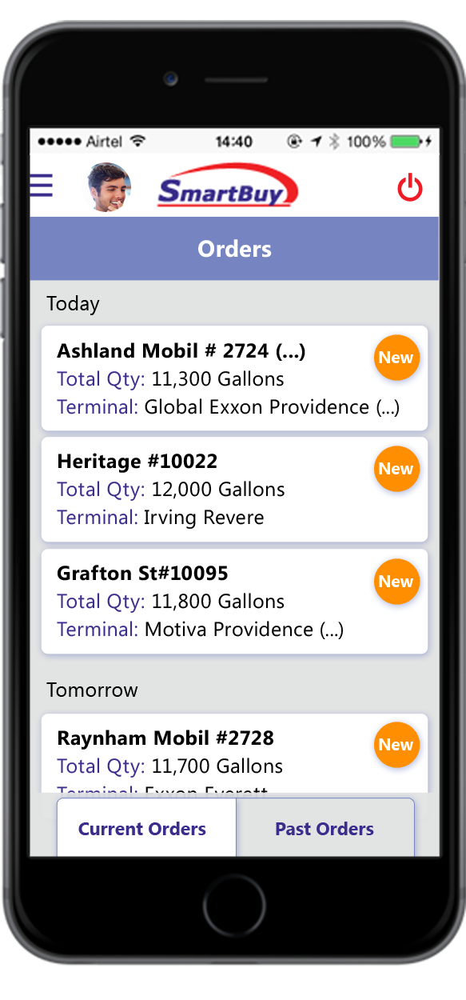 Airtel 14:40 100%
SmartBuy
Orders
Today
Ashland Mobil # 2724 (...)
New
Total Qty: 11,300 Gallons
Terminal: Global Exxon Providence (...)
Heritage #10022
New
Total Qty: 12,000 Gallons
Terminal: Irving Revere
Grafton St#10095
New
Total Qty: 11,800 Gallons
Terminal: Motiva Providence (...)
Tomorrow
Raynham Mobil #2728
New
Total Qty: 11,700 Gallons
Terminal: Exxon Everett
Current Orders Past Orders